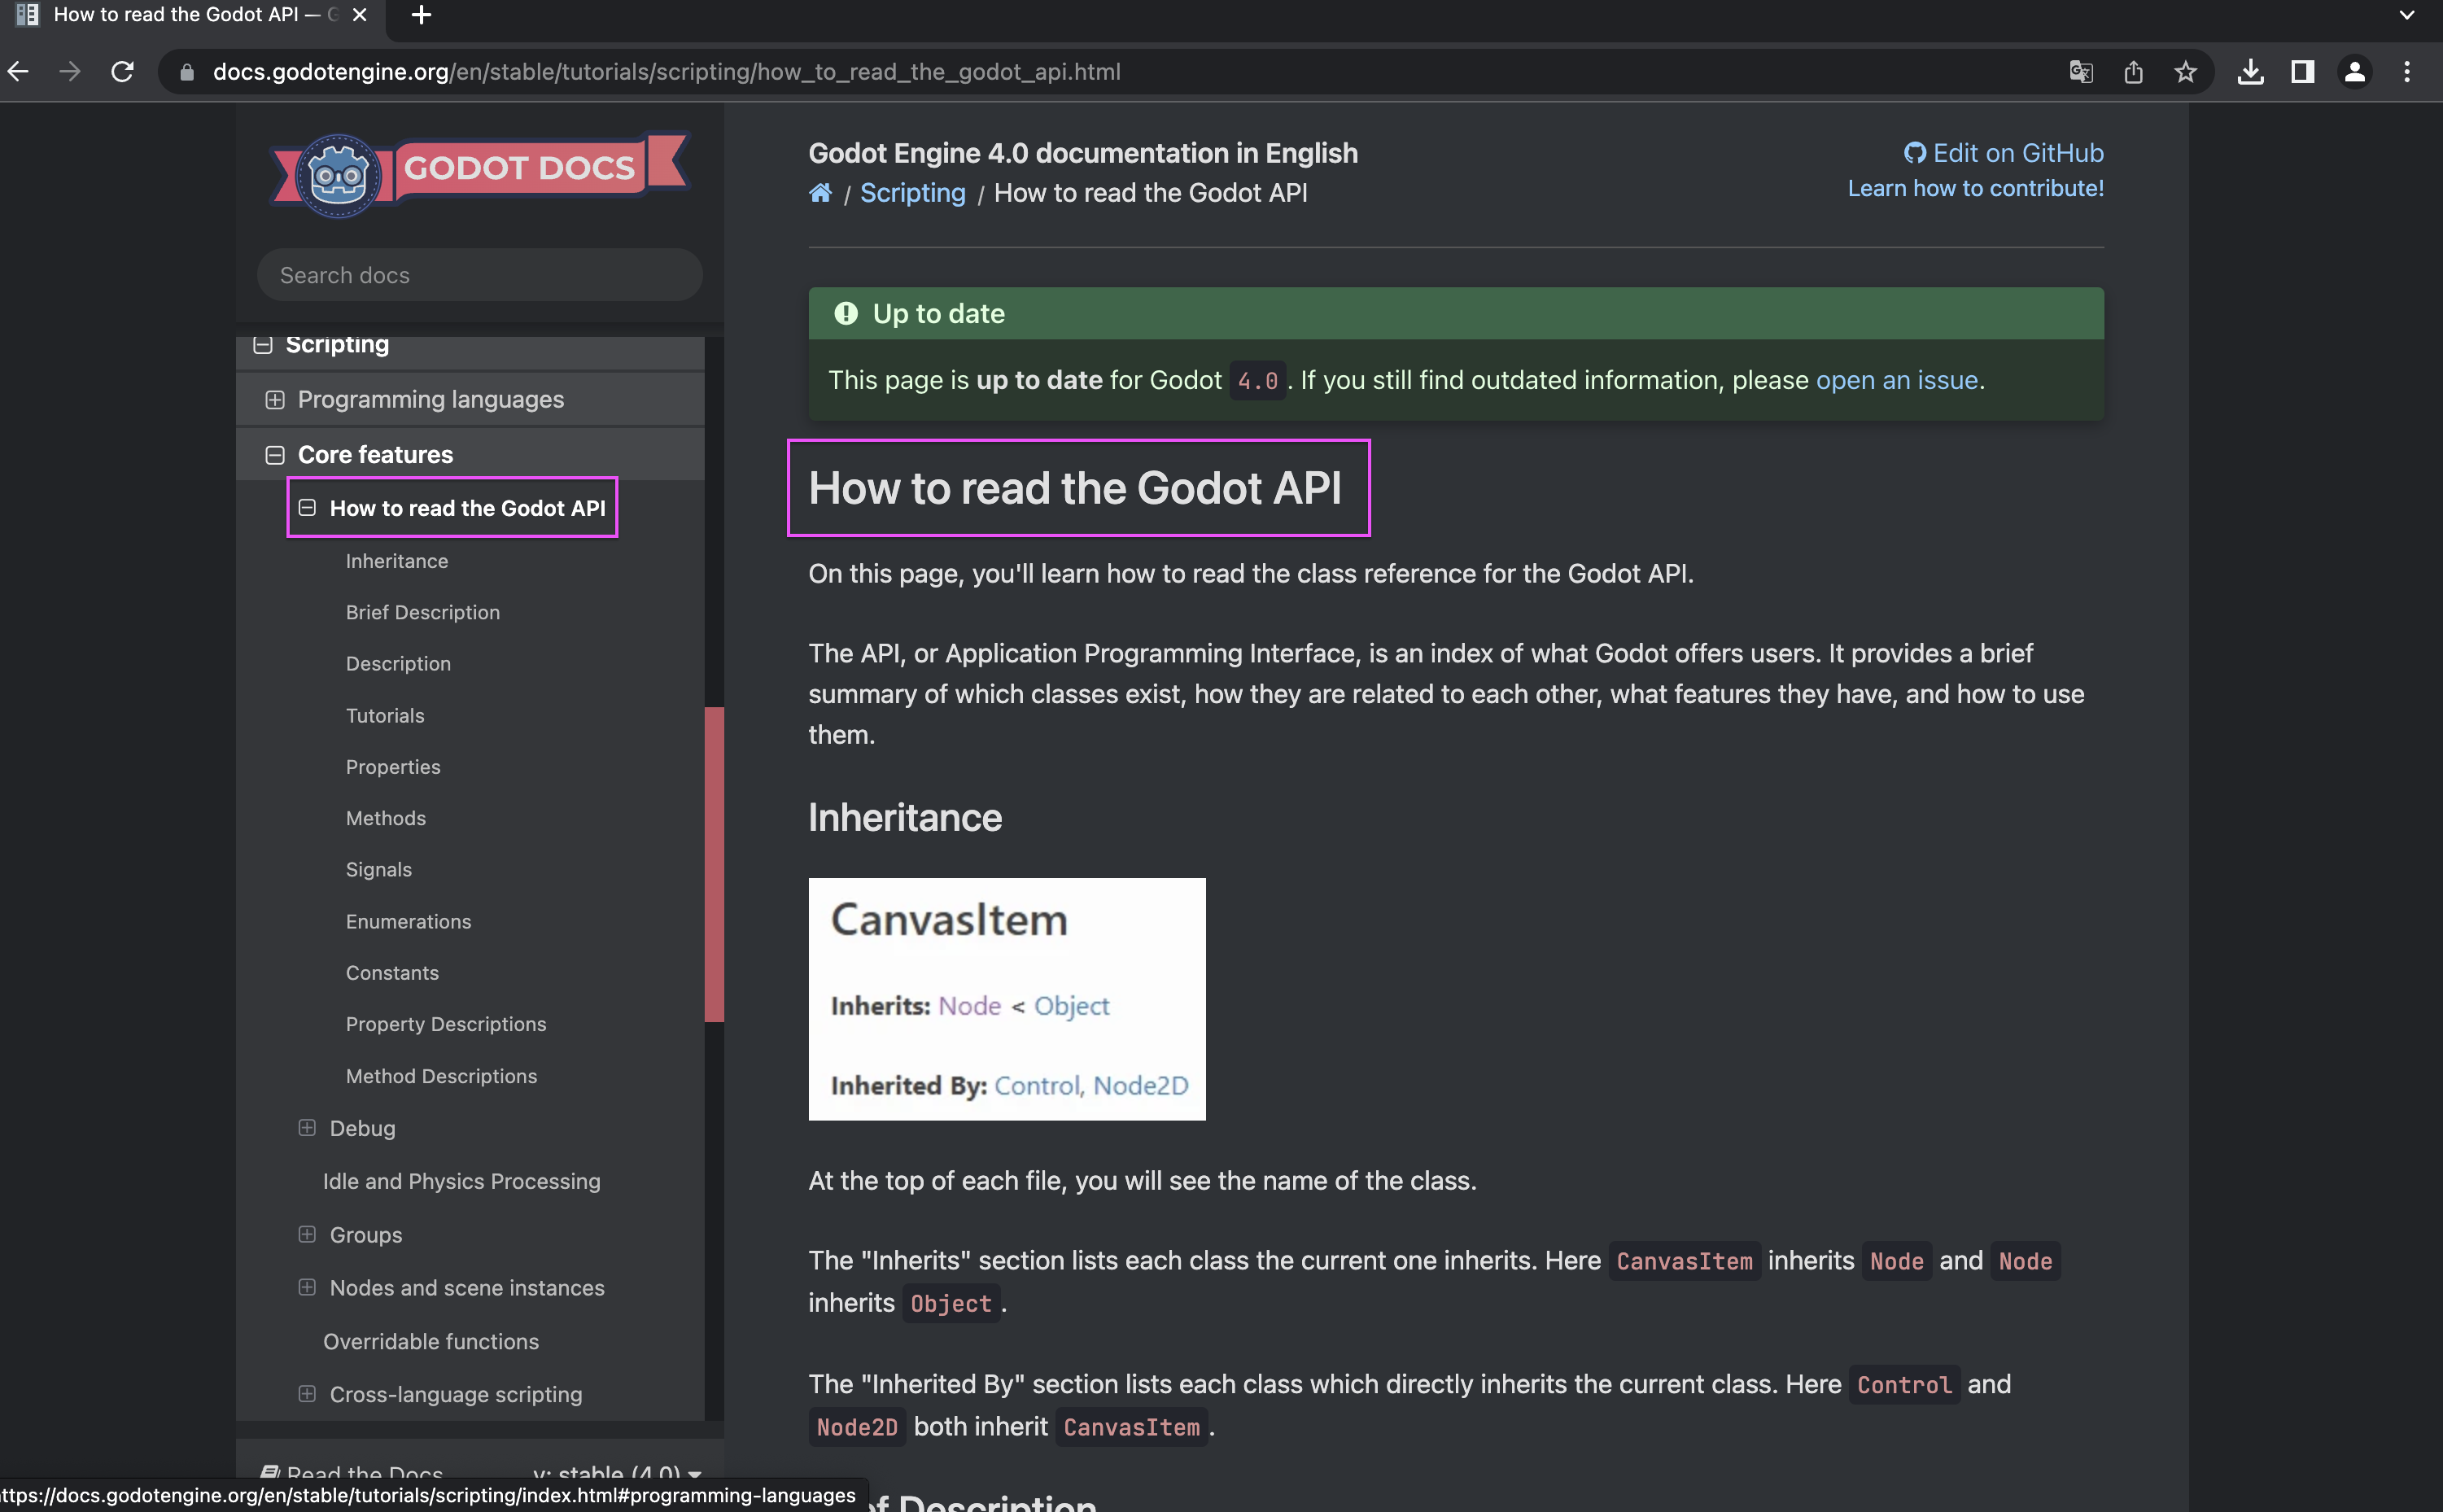 How to read the Godot API — G
docs.godotengine.org/en/stable/tutorials/scripting/how_to_read_the_godot_api.html
GODOT DOCS
Search docs
Scripting
Programming languages
Core features
How to read the Godot API
Inheritance
Brief Description
Description
Tutorials
Properties
Methods
Signals
Enumerations
Constants
Property Descriptions
Method Descriptions
Debug
Idle and Physics Processing
Groups
Nodes and scene instances
Overridable functions
Cross-language scripting
Read the Docs v: stable (4.0)
ttps://docs.godotengine.org/en/stable/tutorials/scripting/index.html#programming-languages
Godot Engine 4.0 documentation in English
/ Scripting / How to read the Godot API
Edit on GitHub
Learn how to contribute!
Up to date
This page is up to date for Godot 4.0. If you still find outdated information, please open an issue.
How to read the Godot API
On this page, you'll learn how to read the class reference for the Godot API.
The API, or Application Programming Interface, is an index of what Godot offers users. It provides a brief
summary of which classes exist, how they are related to each other, what features they have, and how to use
them.
Inheritance
CanvasItem
Inherits: Node < Object
Inherited By: Control, Node2D
At the top of each file, you will see the name of the class.
The "Inherits" section lists each class the current one inherits. Here CanvasItem inherits Node and Node
inherits Object.
The "Inherited By" section lists each class which directly inherits the current class. Here Control and
Node2D both inherit CanvasItem.
f Description